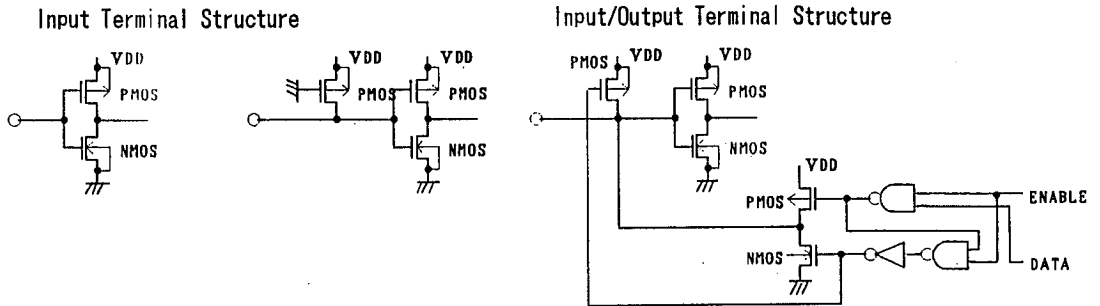 Input Terminal Structure
Input/Output Terminal Structure
VDD
PMOS
NMOS
VDD
PMOS
VDD
PMOS
NMOS
PMOS
VDD
VDD
PMOS
NMOS
VDD
PMOS
NMOS
ENABLE
DATA